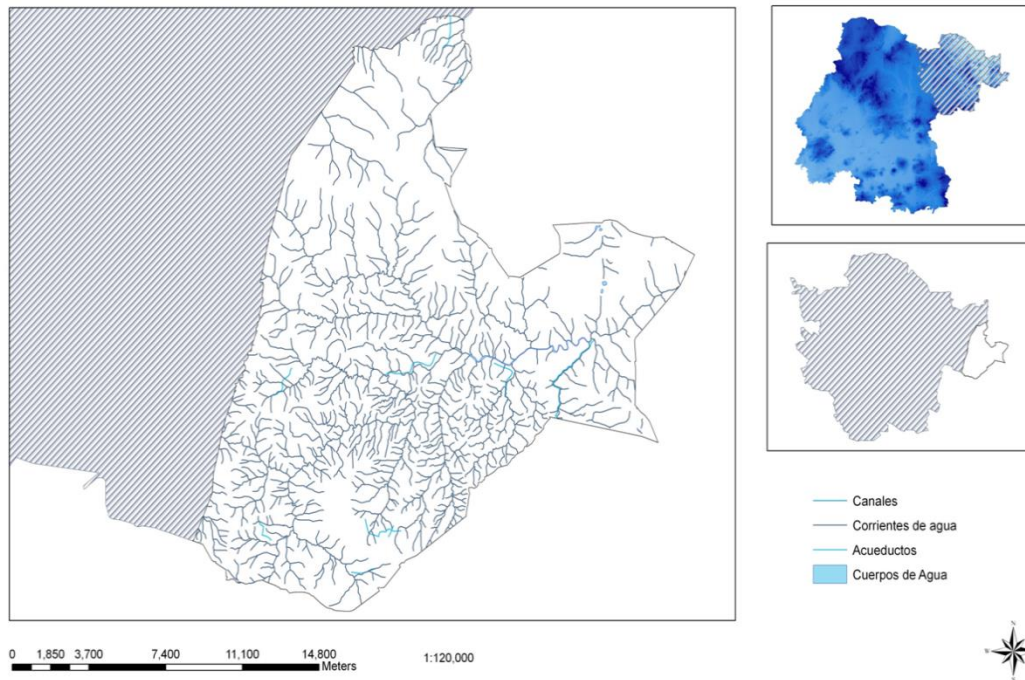 Canales
Corrientes de agua
Acueductos
Cuerpos de Agua
0 1,850 3,700 7,400 11,100 14,800
Meters
1:120,000
N
W